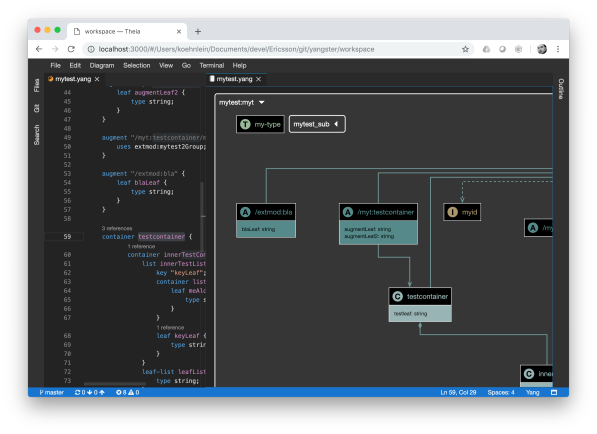 workspace — Theia
localhost:3000/#/Users/koehnlein/Documents/devel/Ericsson/git/yangster/workspace
File Edit Diagram Selection View Go Terminal Help
Files
Git
Search
mytest.yang
44 leaf augmentLeaf2 {
45 type string;
46 }
47 }
48
49 augment "/myt:testcontainer/
50 uses extmod:mytest2Group;
51 }
52
53 augment "/extmod:bla" {
54 leaf blaLeaf {
55 type string;
56 }
57 }
58
3 references
59 container testcontainer {
1 reference
60 container innerTestCon
61 list innerTestList
62 key "keyLeaf";
63 container list
64 leaf meAlo
65 type s
66 }
67 }
1 reference
68 leaf keyLeaf {
69 type strin
70 }
71 }
72 leaf-list leafList
73 type string;
74 }
mytest.yang
mytest:myt
T my-type
mytest_sub
A /extmod:bla
blaLeaf: string
A /myt:testcontainer
augmentLeaf: string
augmentLeaf2: string
I myid
A /my
C testcontainer
testleaf: string
C inne
Outline
master 0 0 8 0
Ln 59, Col 29 Spaces: 4 Yang